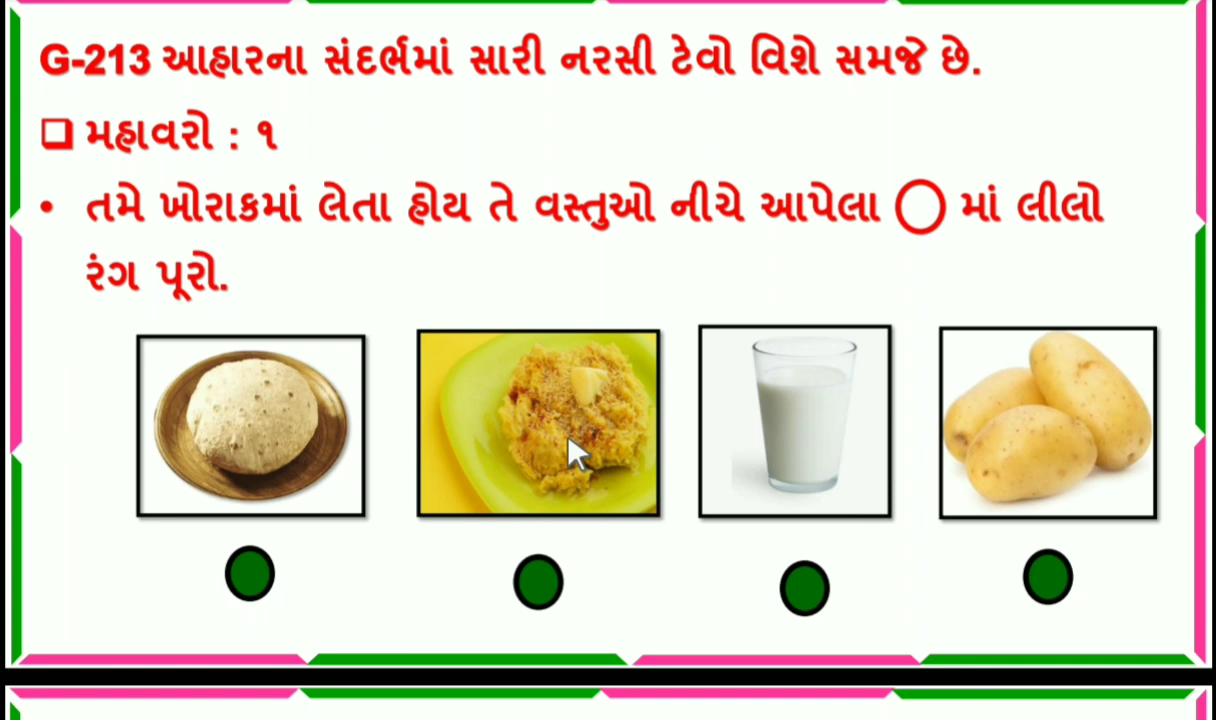 G-213 આહારના સંદર્ભમાં સારી નરસી ટેવો વિશે સમજે છે.
❑ મહાવરો : ૧
• તમે ખોરાકમાં લેતા હોય તે વસ્તુઓ નીચે આપેલા ◯ માં લીલો
રંગ પૂરો.